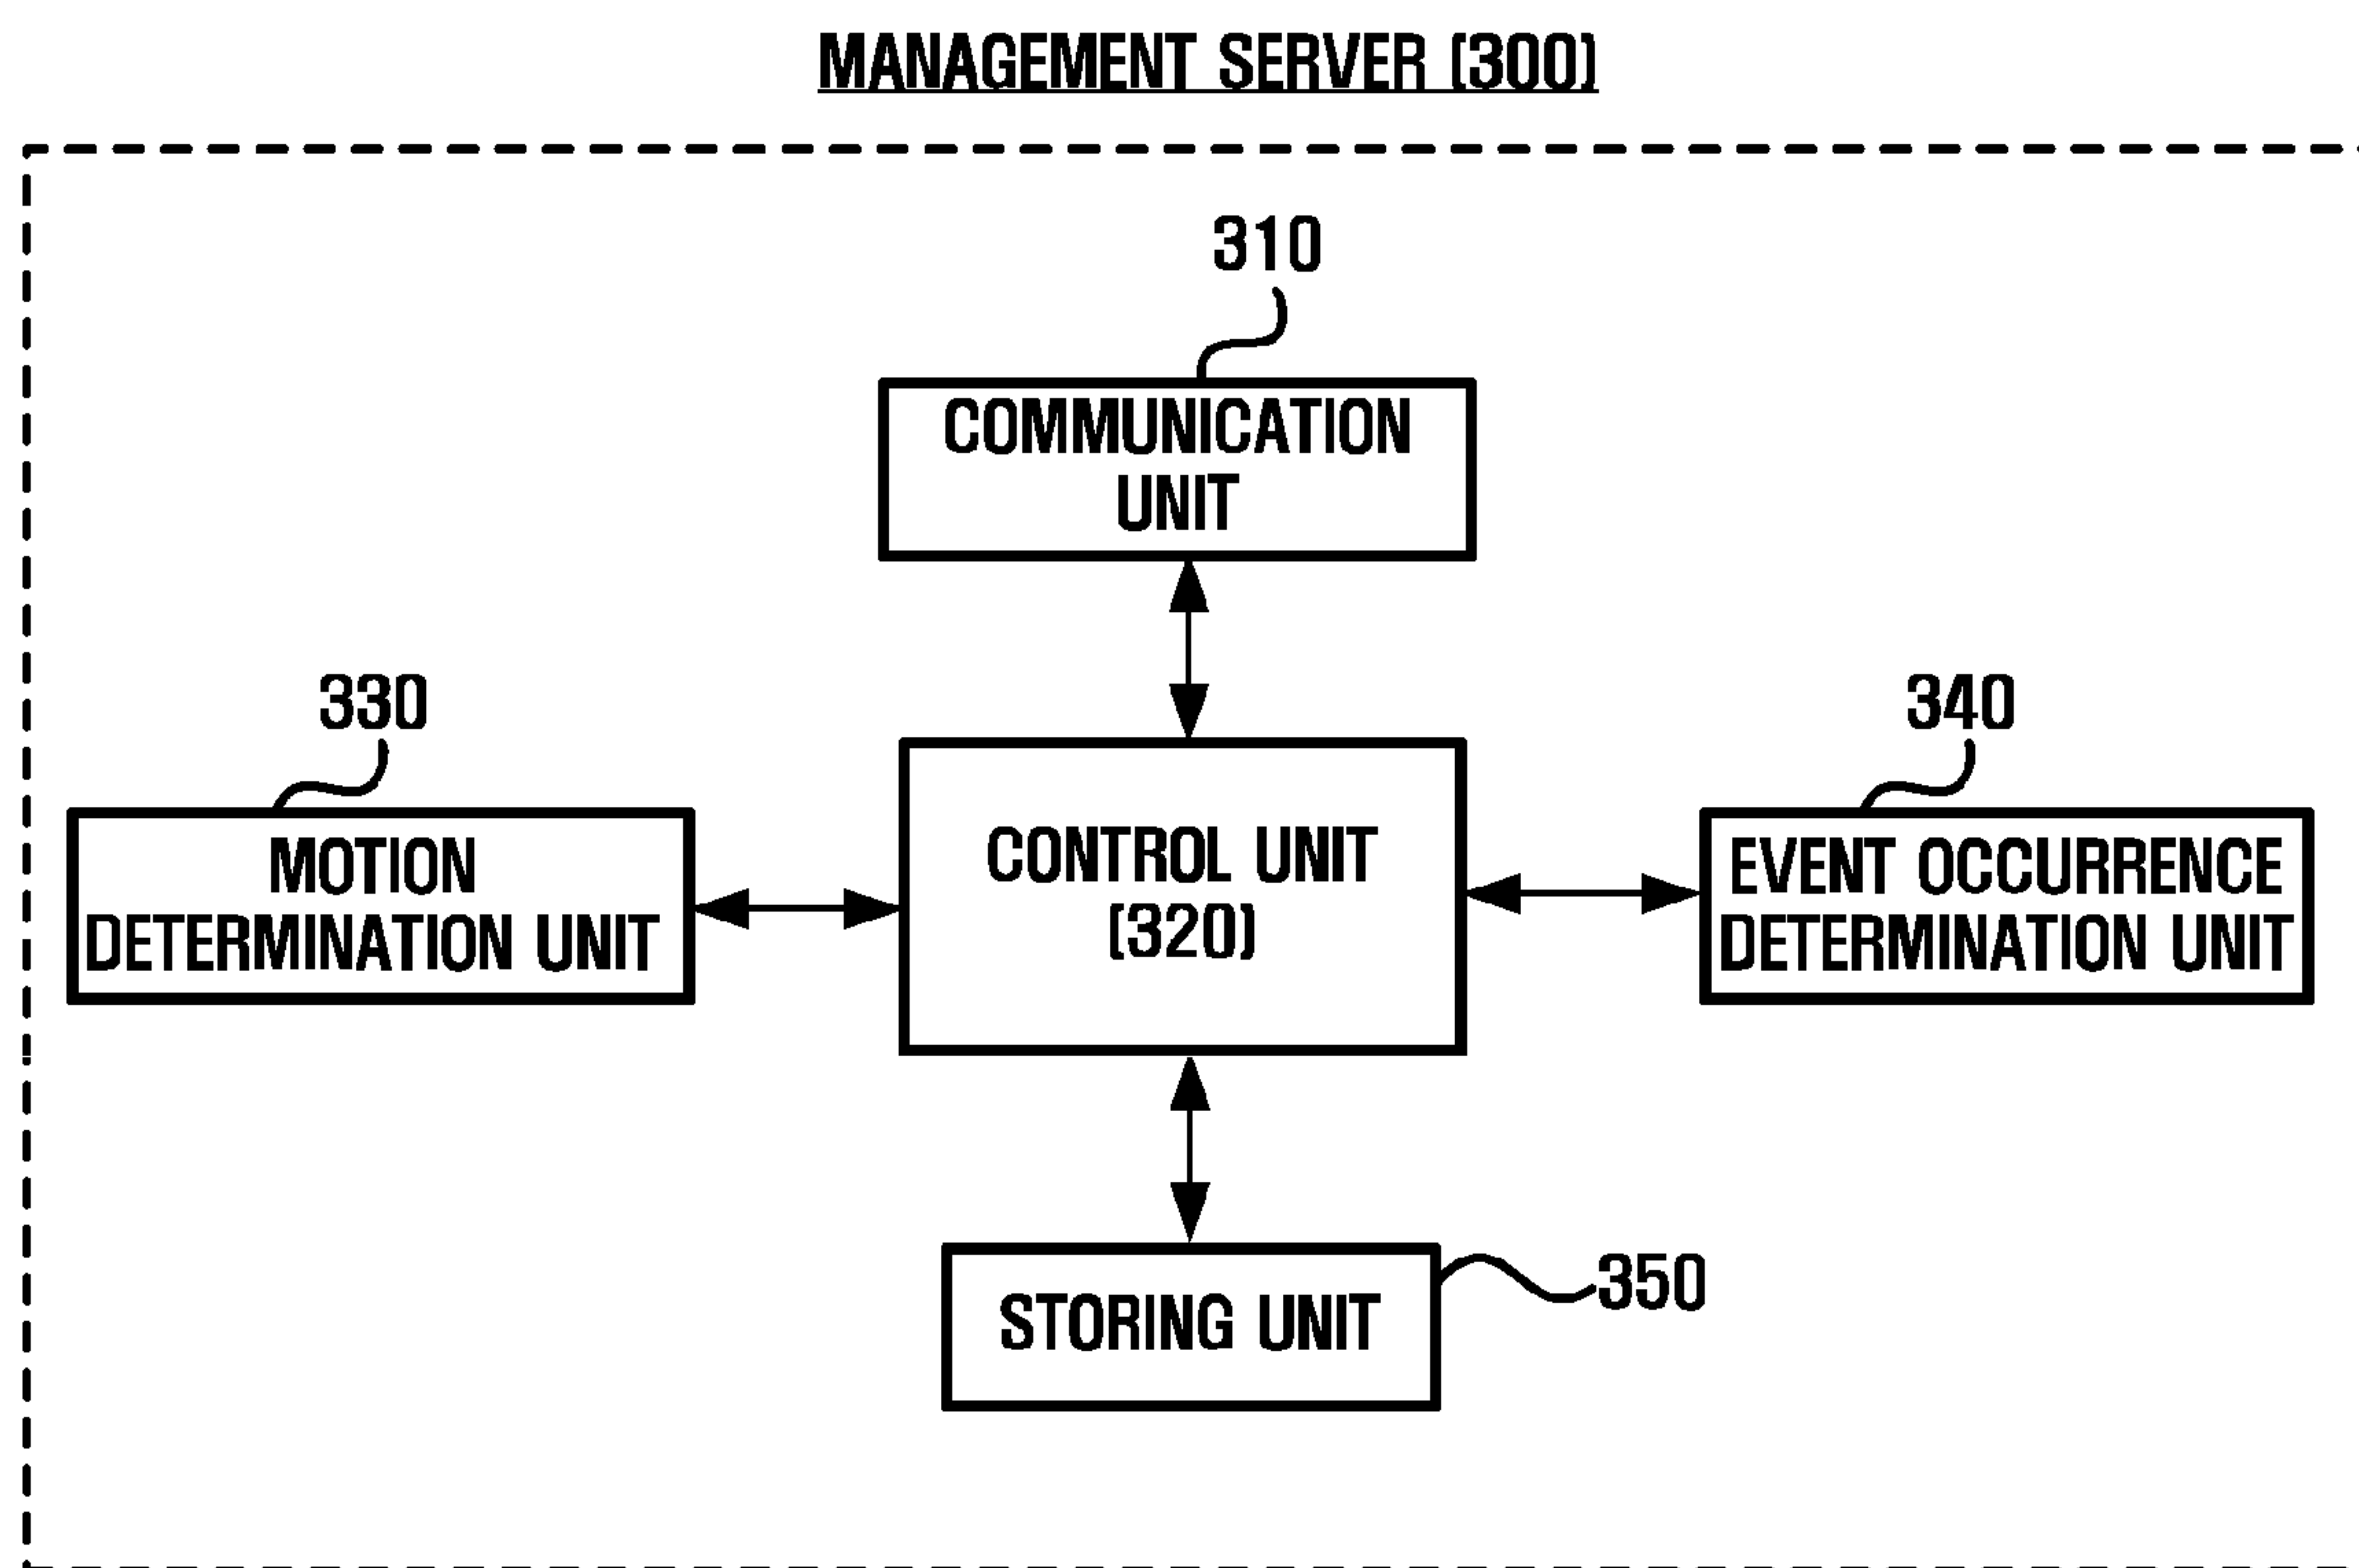 MANAGEMENT SERVER (300)
310
COMMUNICATION
UNIT
330
MOTION
DETERMINATION UNIT
CONTROL UNIT
(320)
340
EVENT OCCURRENCE
DETERMINATION UNIT
STORING UNIT
350